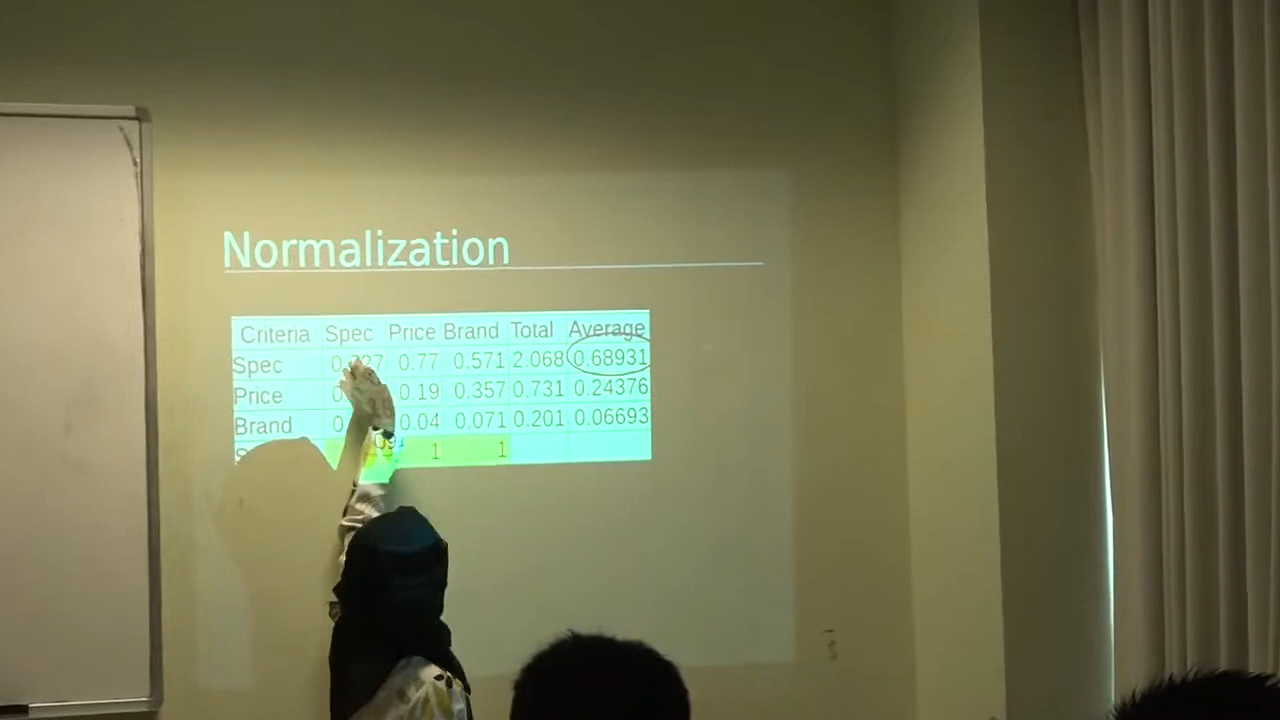 Normalization
Criteria Spec Price Brand Total Average
Spec 0.727 0.77 0.571 2.068 0.68931
Price 0.19 0.357 0.731 0.24376
Brand 0.04 0.071 0.201 0.06693
1 1